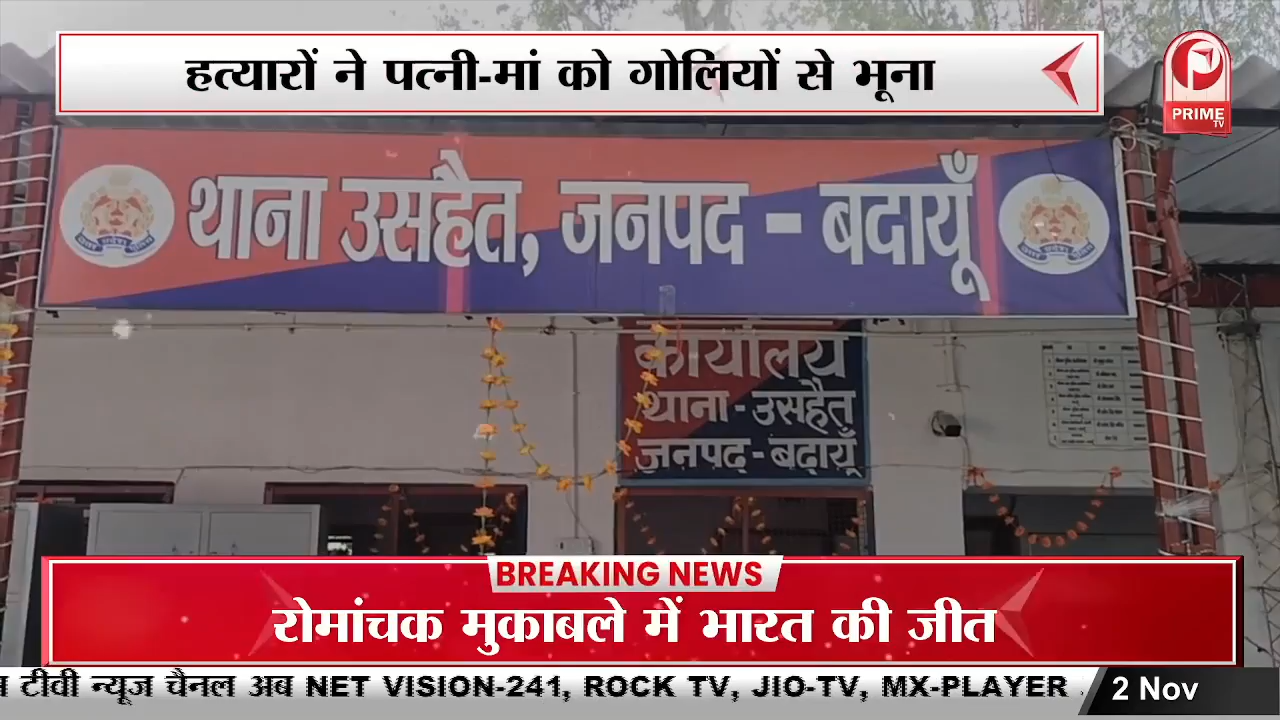 हत्यारों ने पत्नी-मां को गोलियों से भूना
PRIME
TV
थाना उसहैत, जनपद - बदायूँ
कार्यालय
थाना - उसहैत
जनपद - बदायूँ
BREAKING NEWS
रोमांचक मुकाबले में भारत की जीत
टीवी न्यूज चैनल अब NET VISION-241, ROCK TV, JIO-TV, MX-PLAYER
2 Nov